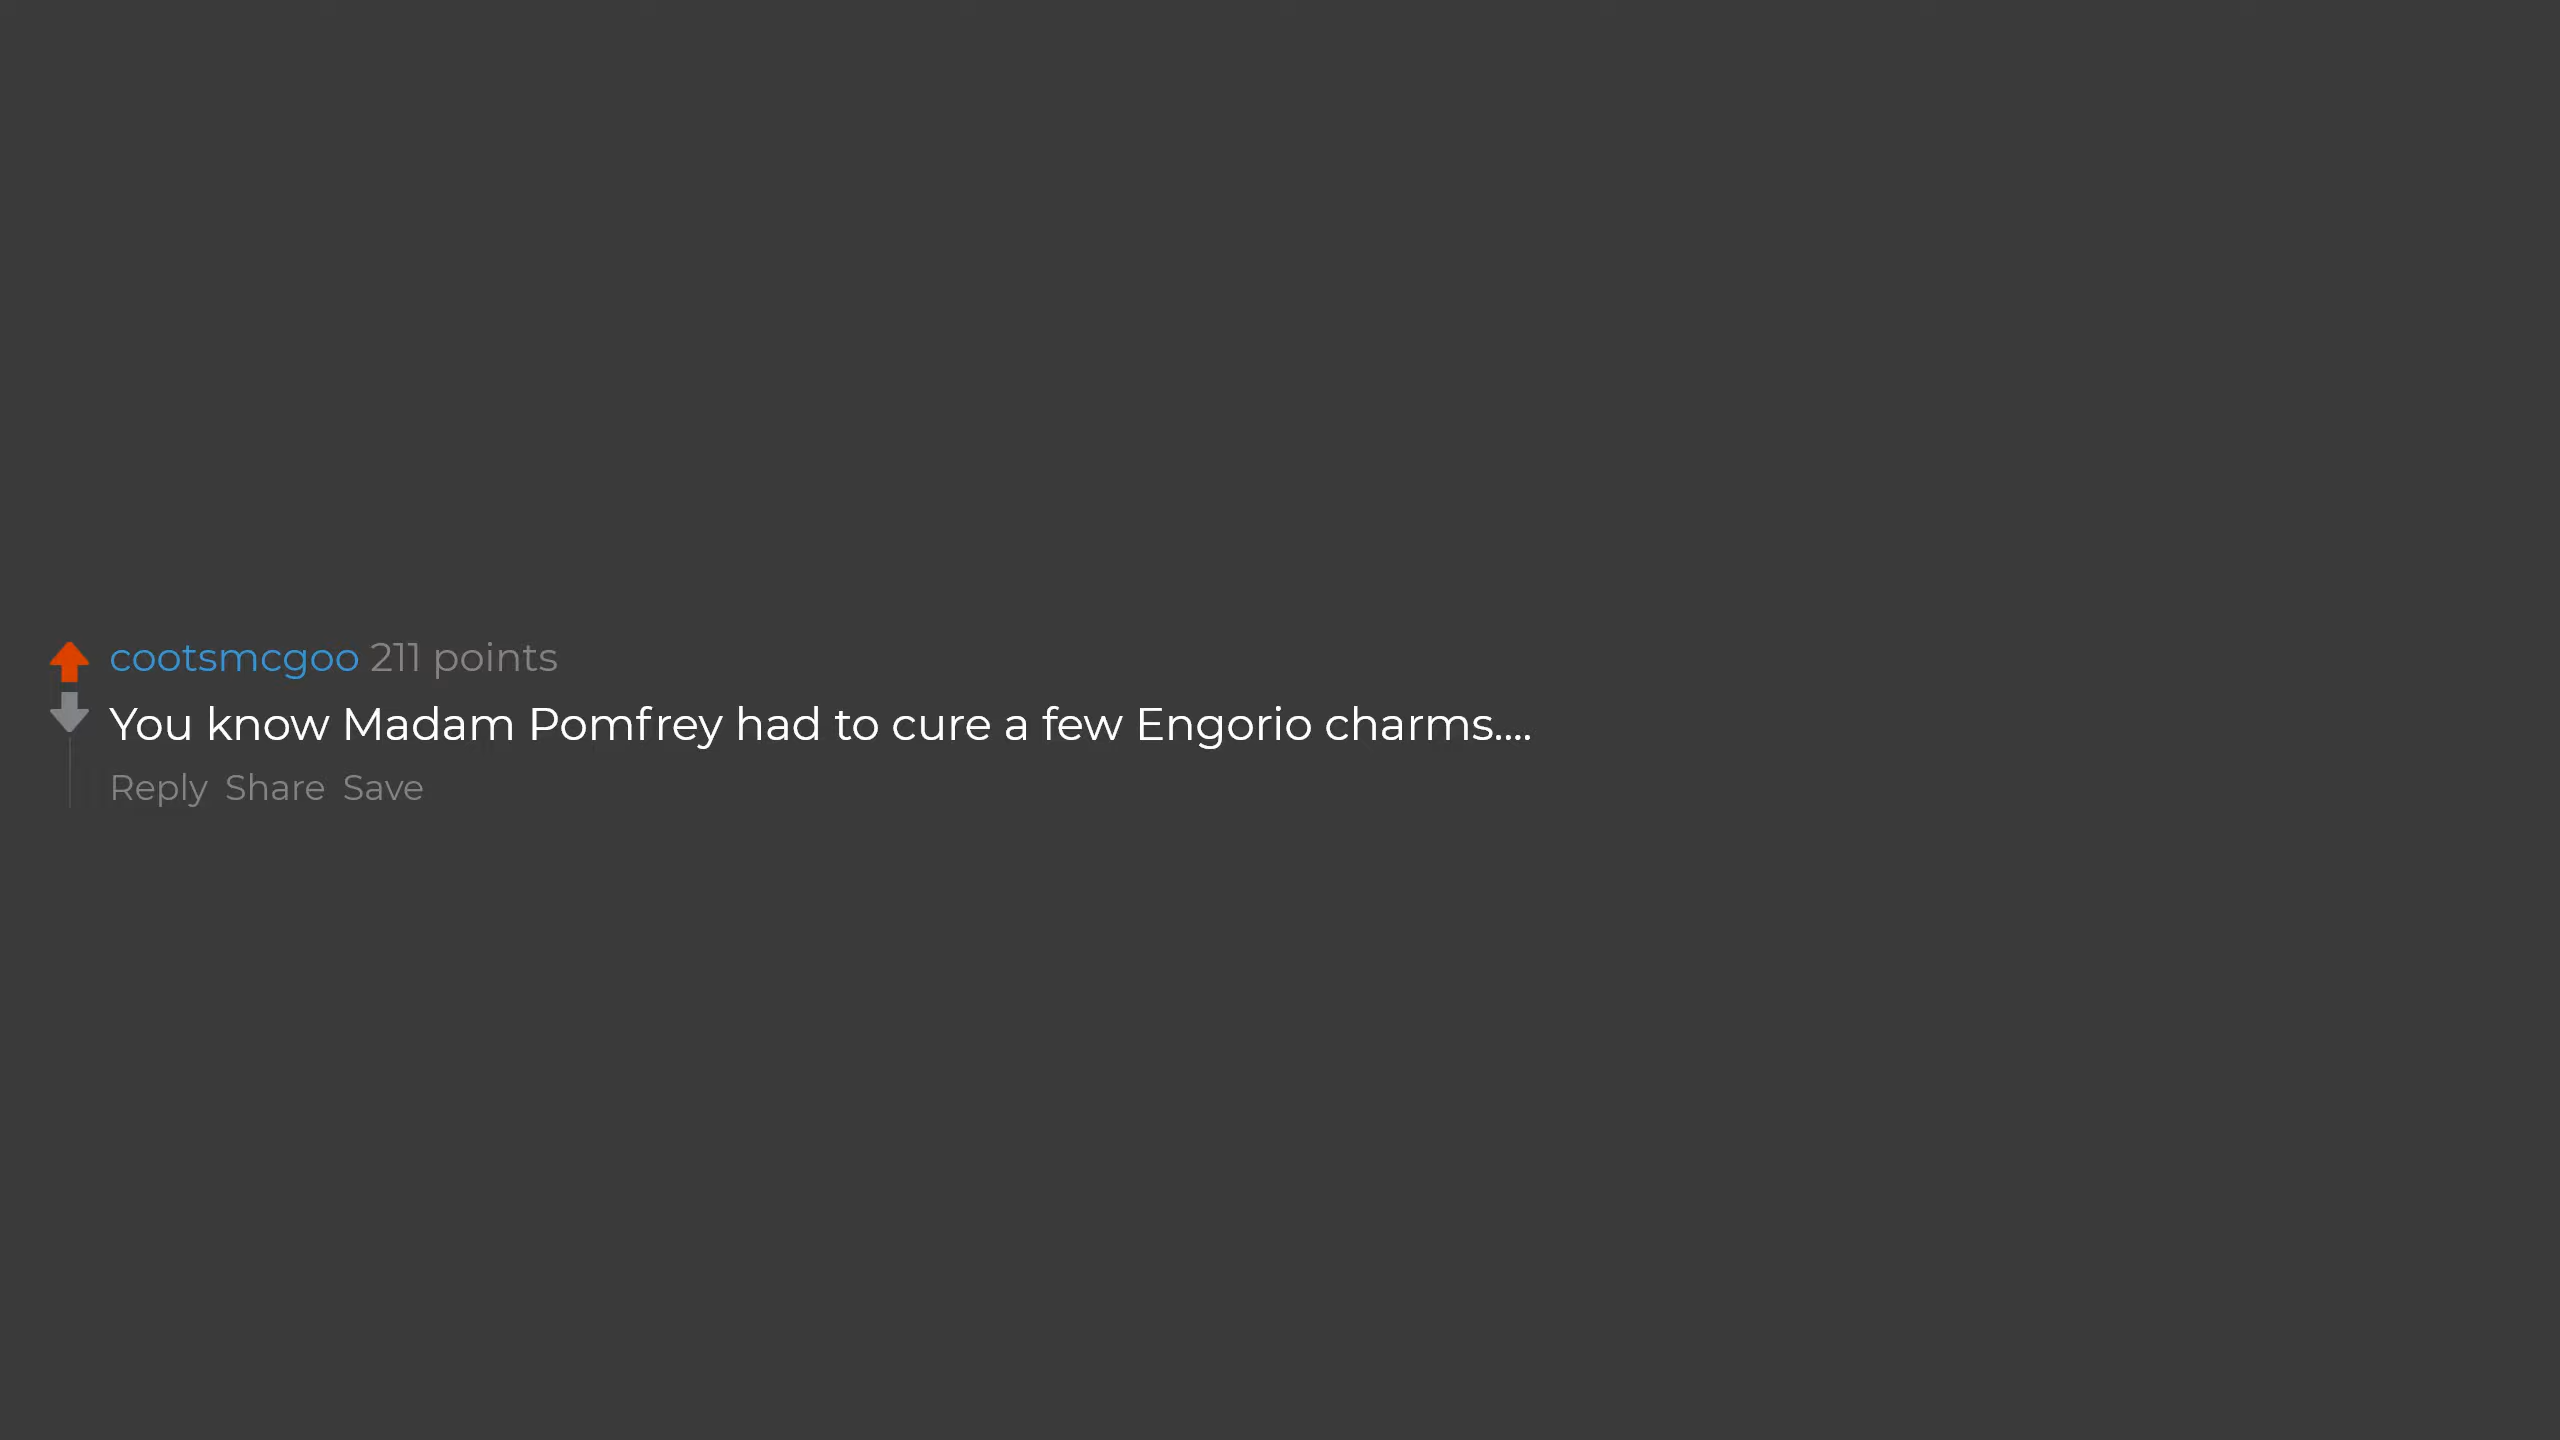 cootsmcgoo 211 points
You know Madam Pomfrey had to cure a few Engorio charms....
Reply Share Save